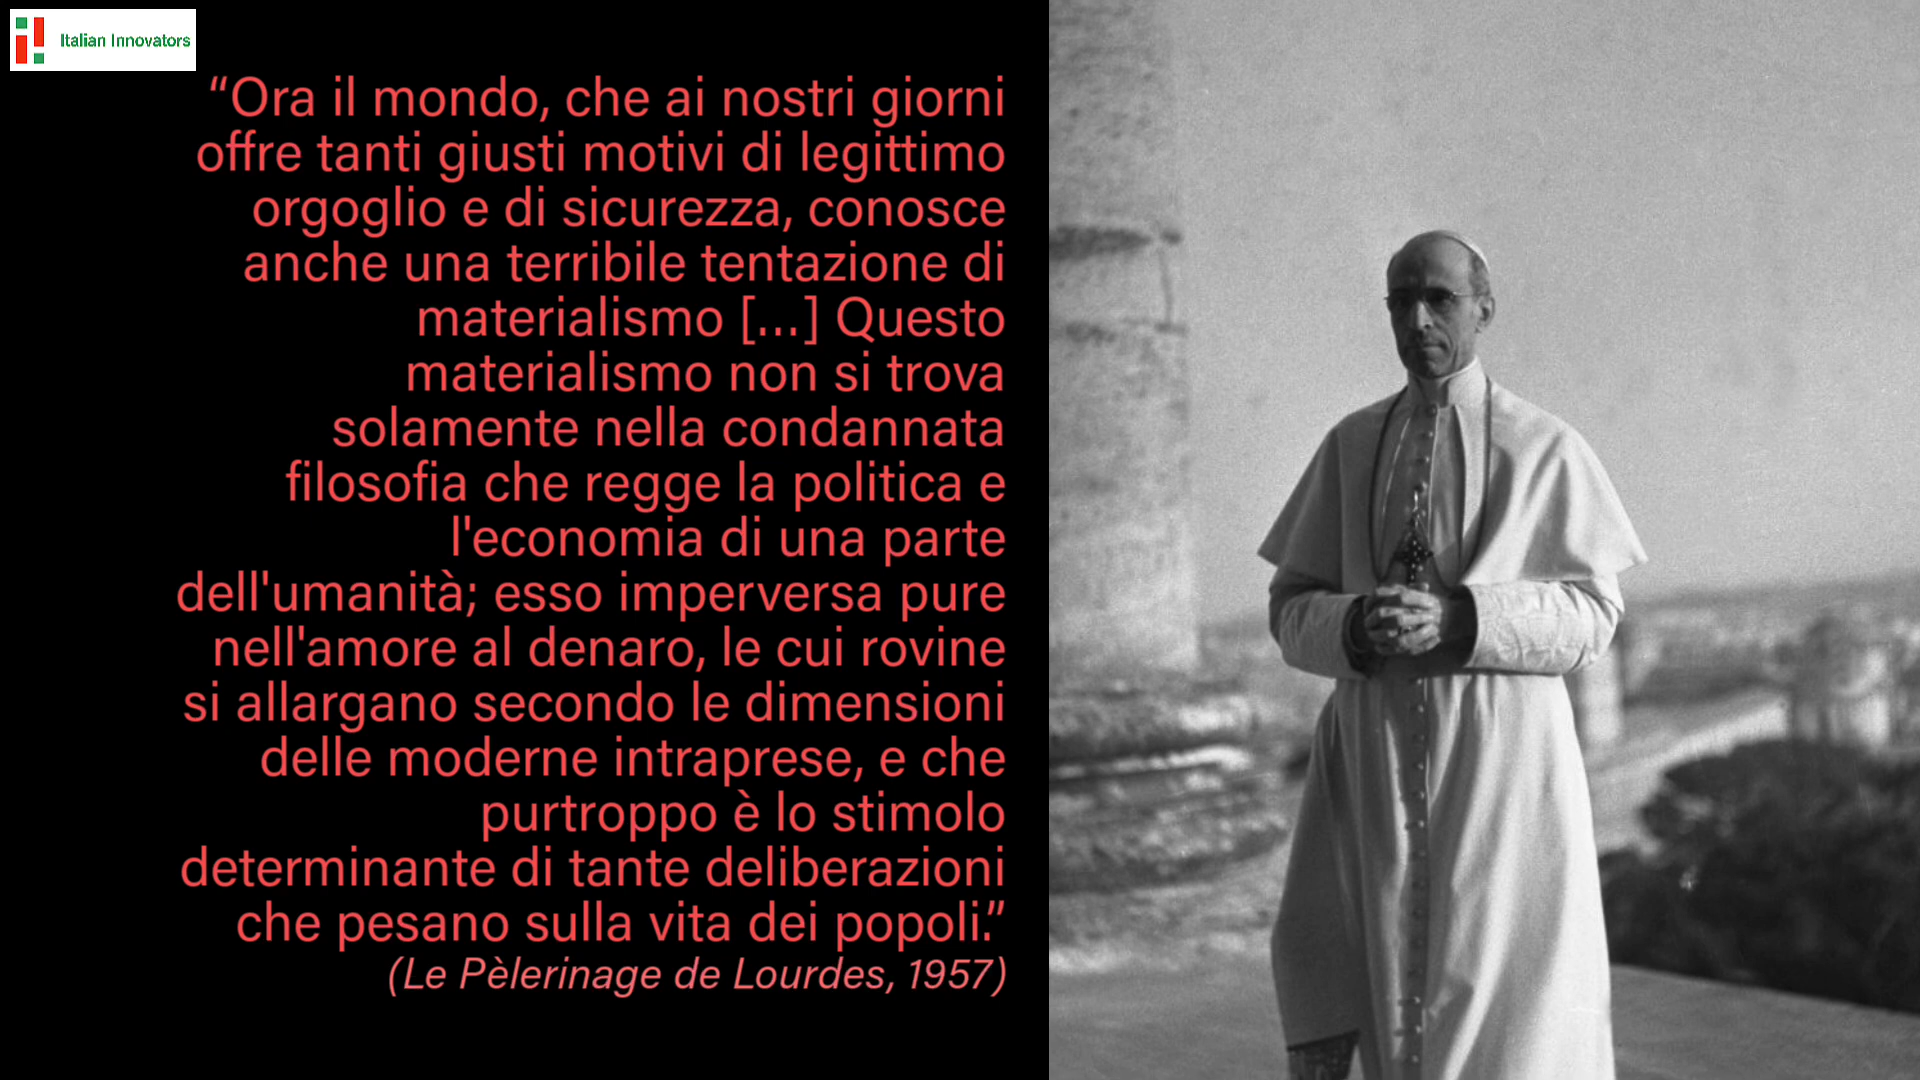 Italian Innovators
“Ora il mondo, che ai nostri giorni
offre tanti giusti motivi di legittimo
orgoglio e di sicurezza, conosce
anche una terribile tentazione di
materialismo [...] Questo
materialismo non si trova
solamente nella condannata
filosofia che regge la politica e
l'economia di una parte
dell'umanità; esso imperversa pure
nell'amore al denaro, le cui rovine
si allargano secondo le dimensioni
delle moderne intraprese, e che
purtroppo è lo stimolo
determinante di tante deliberazioni
che pesano sulla vita dei popoli.”
(Le Pèlerinage de Lourdes, 1957)